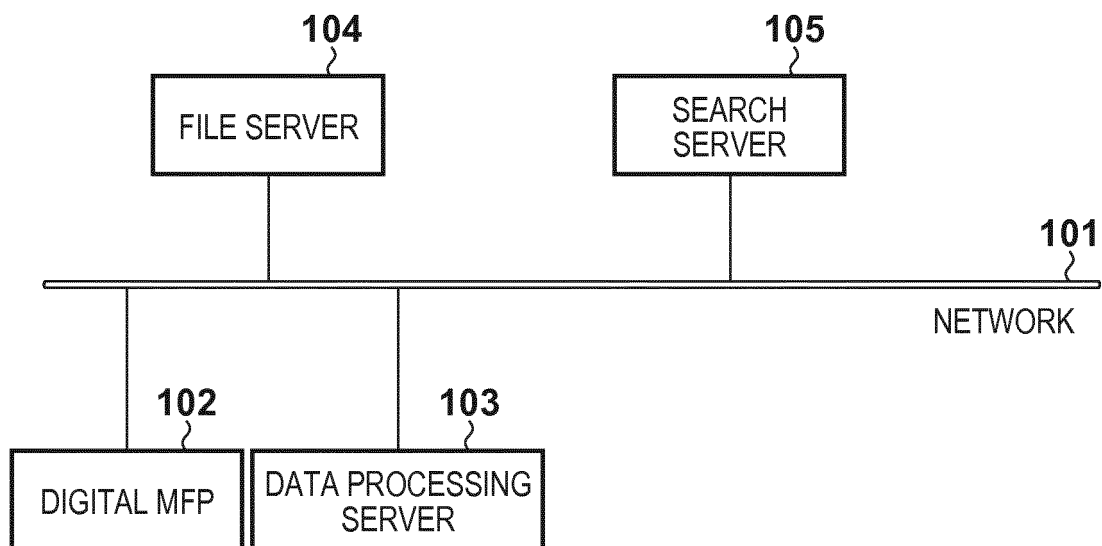 104
105
FILE SERVER
SEARCH
SERVER
101
NETWORK
102
103
DIGITAL MFP
DATA PROCESSING
SERVER